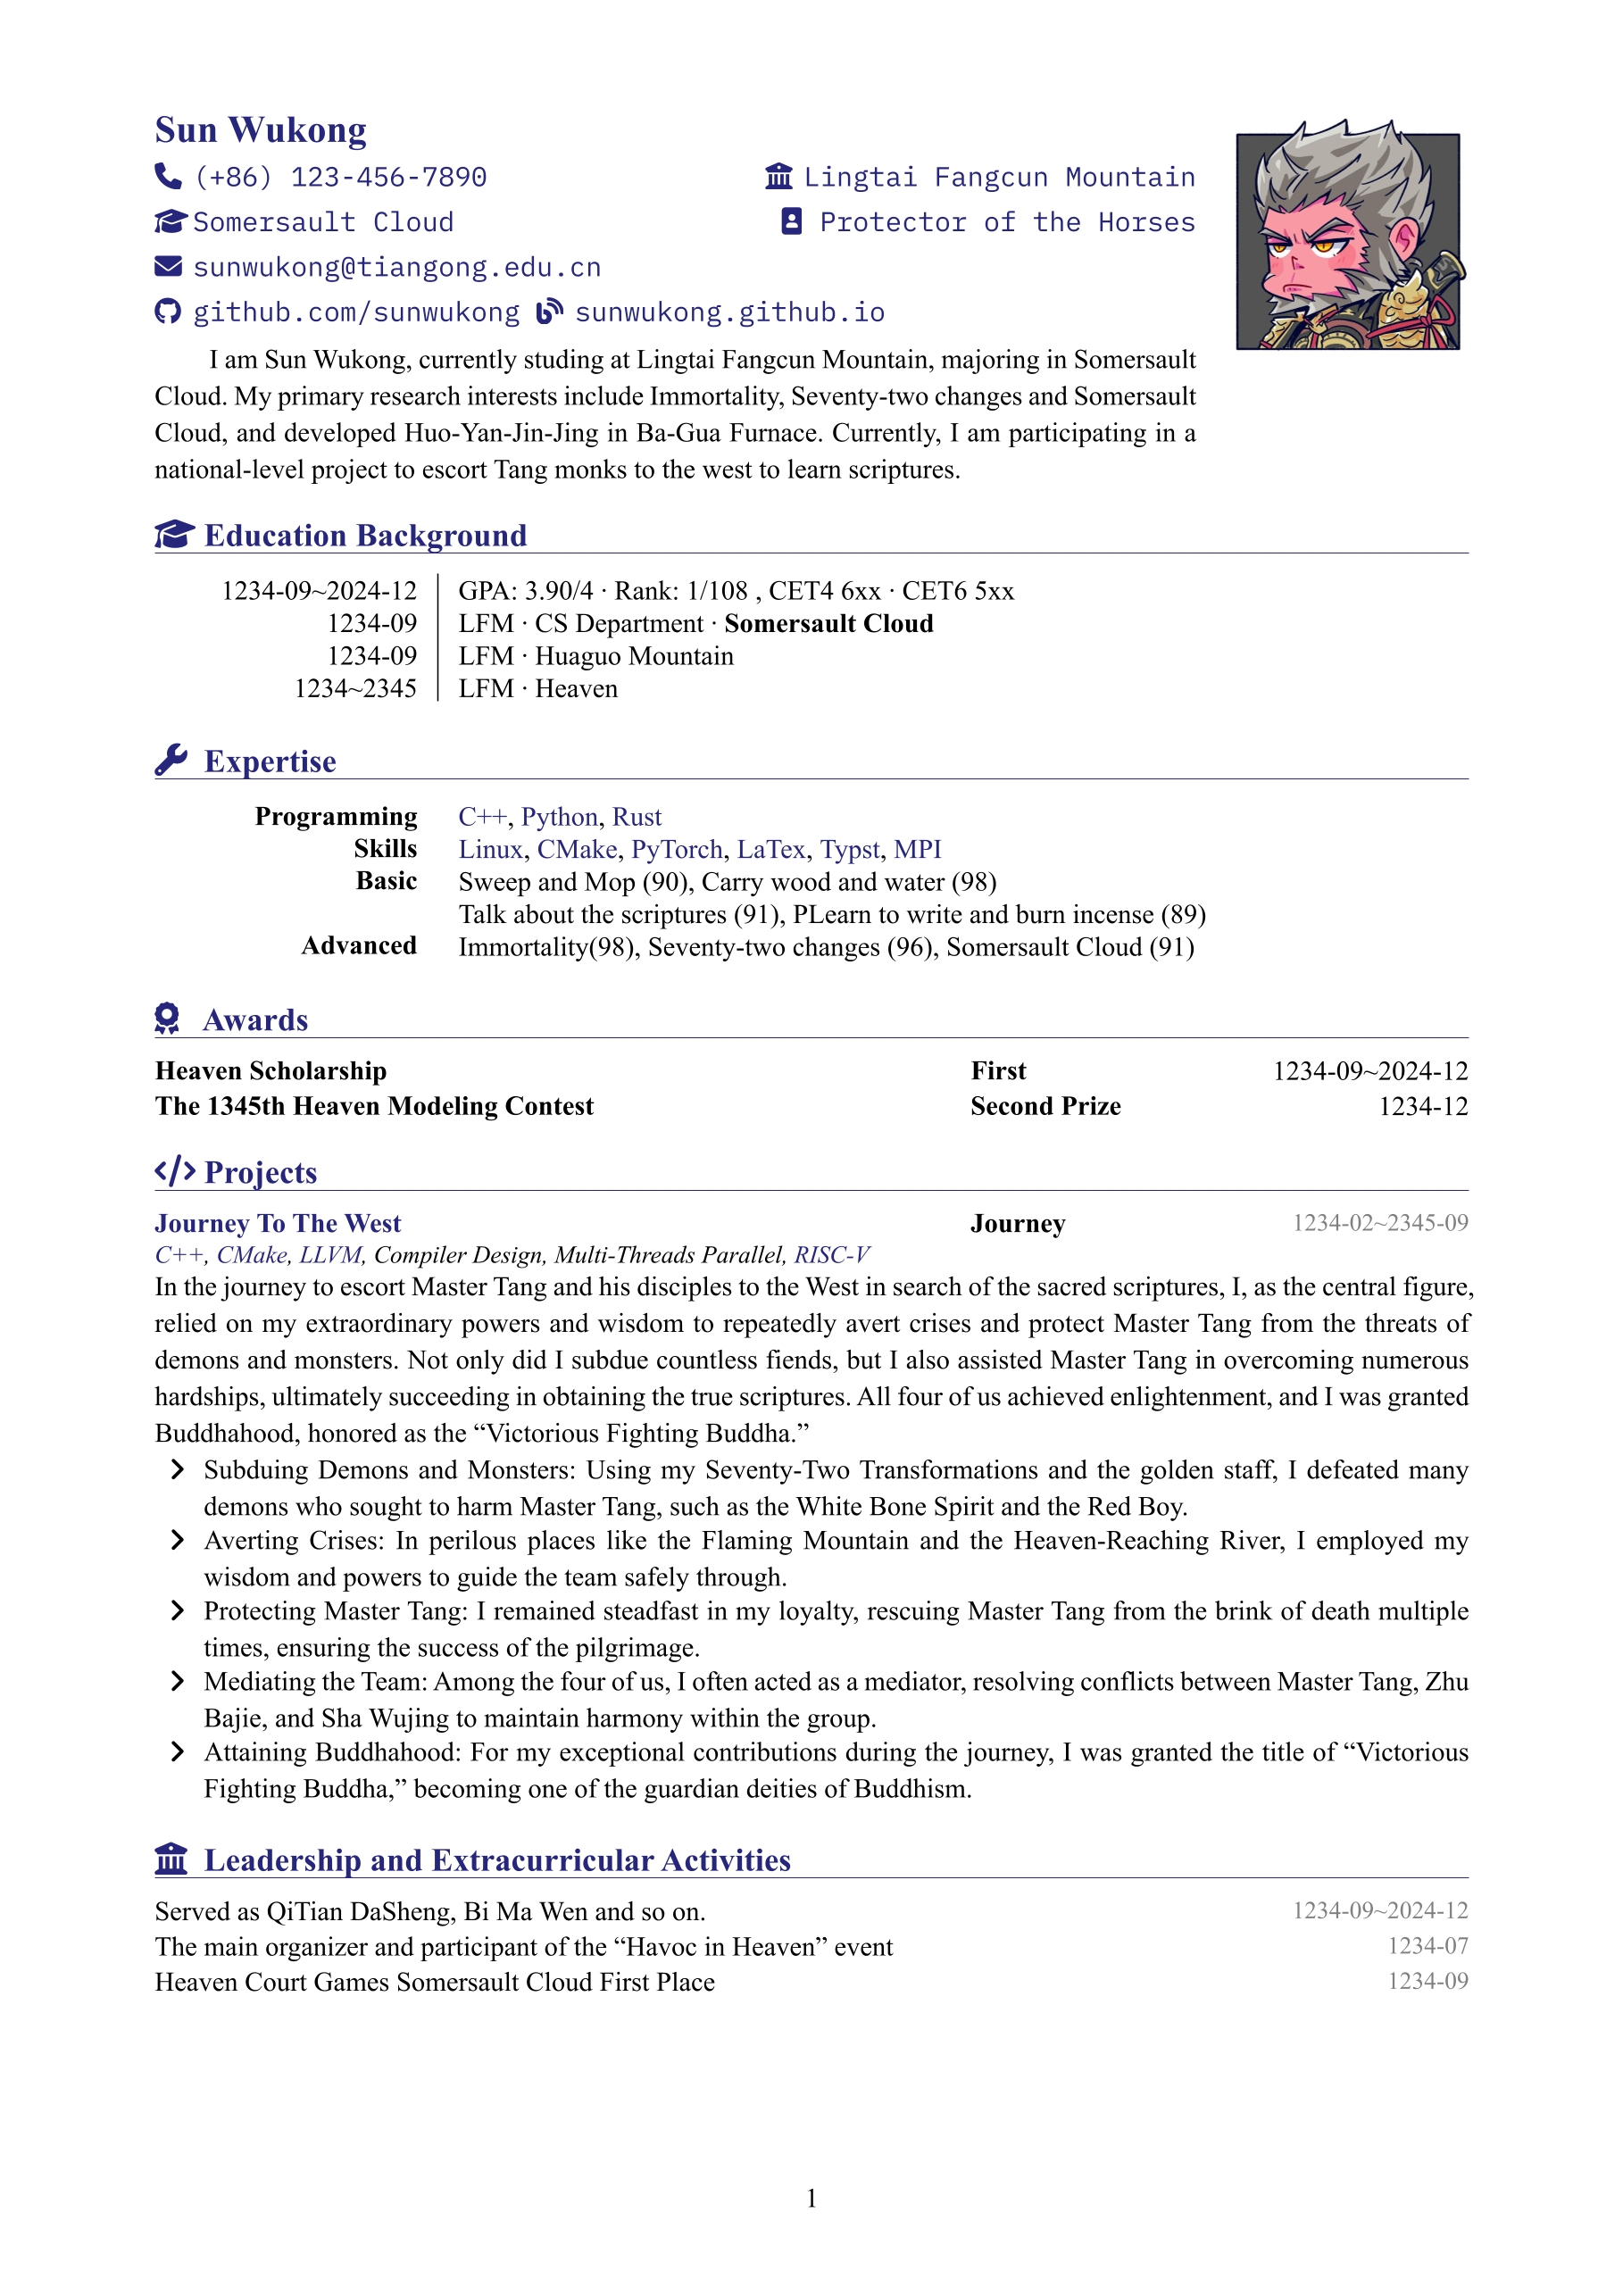 Sun Wukong
(+86) 123-456-7890 Lingtai Fangcun Mountain
Somersault Cloud Protector of the Horses
sunwukong@tiangong.edu.cn
github.com/sunwukong sunwukong.github.io
I am Sun Wukong, currently studing at Lingtai Fangcun Mountain, majoring in Somersault
Cloud. My primary research interests include Immortality, Seventy-two changes and Somersault
Cloud, and developed Huo-Yan-Jin-Jing in Ba-Gua Furnace. Currently, I am participating in a
national-level project to escort Tang monks to the west to learn scriptures.
Education Background
1234-09~2024-12 GPA: 3.90/4 · Rank: 1/108 , CET4 6xx · CET6 5xx
1234-09 LFM · CS Department · Somersault Cloud
1234-09 LFM · Huaguo Mountain
1234~2345 LFM · Heaven
Expertise
Programming C++, Python, Rust
Skills Linux, CMake, PyTorch, LaTex, Typst, MPI
Basic Sweep and Mop (90), Carry wood and water (98)
Talk about the scriptures (91), PLearn to write and burn incense (89)
Advanced Immortality(98), Seventy-two changes (96), Somersault Cloud (91)
Awards
Heaven Scholarship First 1234-09~2024-12
The 1345th Heaven Modeling Contest Second Prize 1234-12
Projects
Journey To The West Journey 1234-02~2345-09
C++, CMake, LLVM, Compiler Design, Multi-Threads Parallel, RISC-V
In the journey to escort Master Tang and his disciples to the West in search of the sacred scriptures, I, as the central figure,
relied on my extraordinary powers and wisdom to repeatedly avert crises and protect Master Tang from the threats of
demons and monsters. Not only did I subdue countless fiends, but I also assisted Master Tang in overcoming numerous
hardships, ultimately succeeding in obtaining the true scriptures. All four of us achieved enlightenment, and I was granted
Buddhahood, honored as the “Victorious Fighting Buddha.”
Subduing Demons and Monsters: Using my Seventy-Two Transformations and the golden staff, I defeated many
demons who sought to harm Master Tang, such as the White Bone Spirit and the Red Boy.
Averting Crises: In perilous places like the Flaming Mountain and the Heaven-Reaching River, I employed my
wisdom and powers to guide the team safely through.
Protecting Master Tang: I remained steadfast in my loyalty, rescuing Master Tang from the brink of death multiple
times, ensuring the success of the pilgrimage.
Mediating the Team: Among the four of us, I often acted as a mediator, resolving conflicts between Master Tang, Zhu
Bajie, and Sha Wujing to maintain harmony within the group.
Attaining Buddhahood: For my exceptional contributions during the journey, I was granted the title of “Victorious
Fighting Buddha,” becoming one of the guardian deities of Buddhism.
Leadership and Extracurricular Activities
Served as QiTian DaSheng, Bi Ma Wen and so on. 1234-09~2024-12
The main organizer and participant of the “Havoc in Heaven” event 1234-07
Heaven Court Games Somersault Cloud First Place 1234-09
1